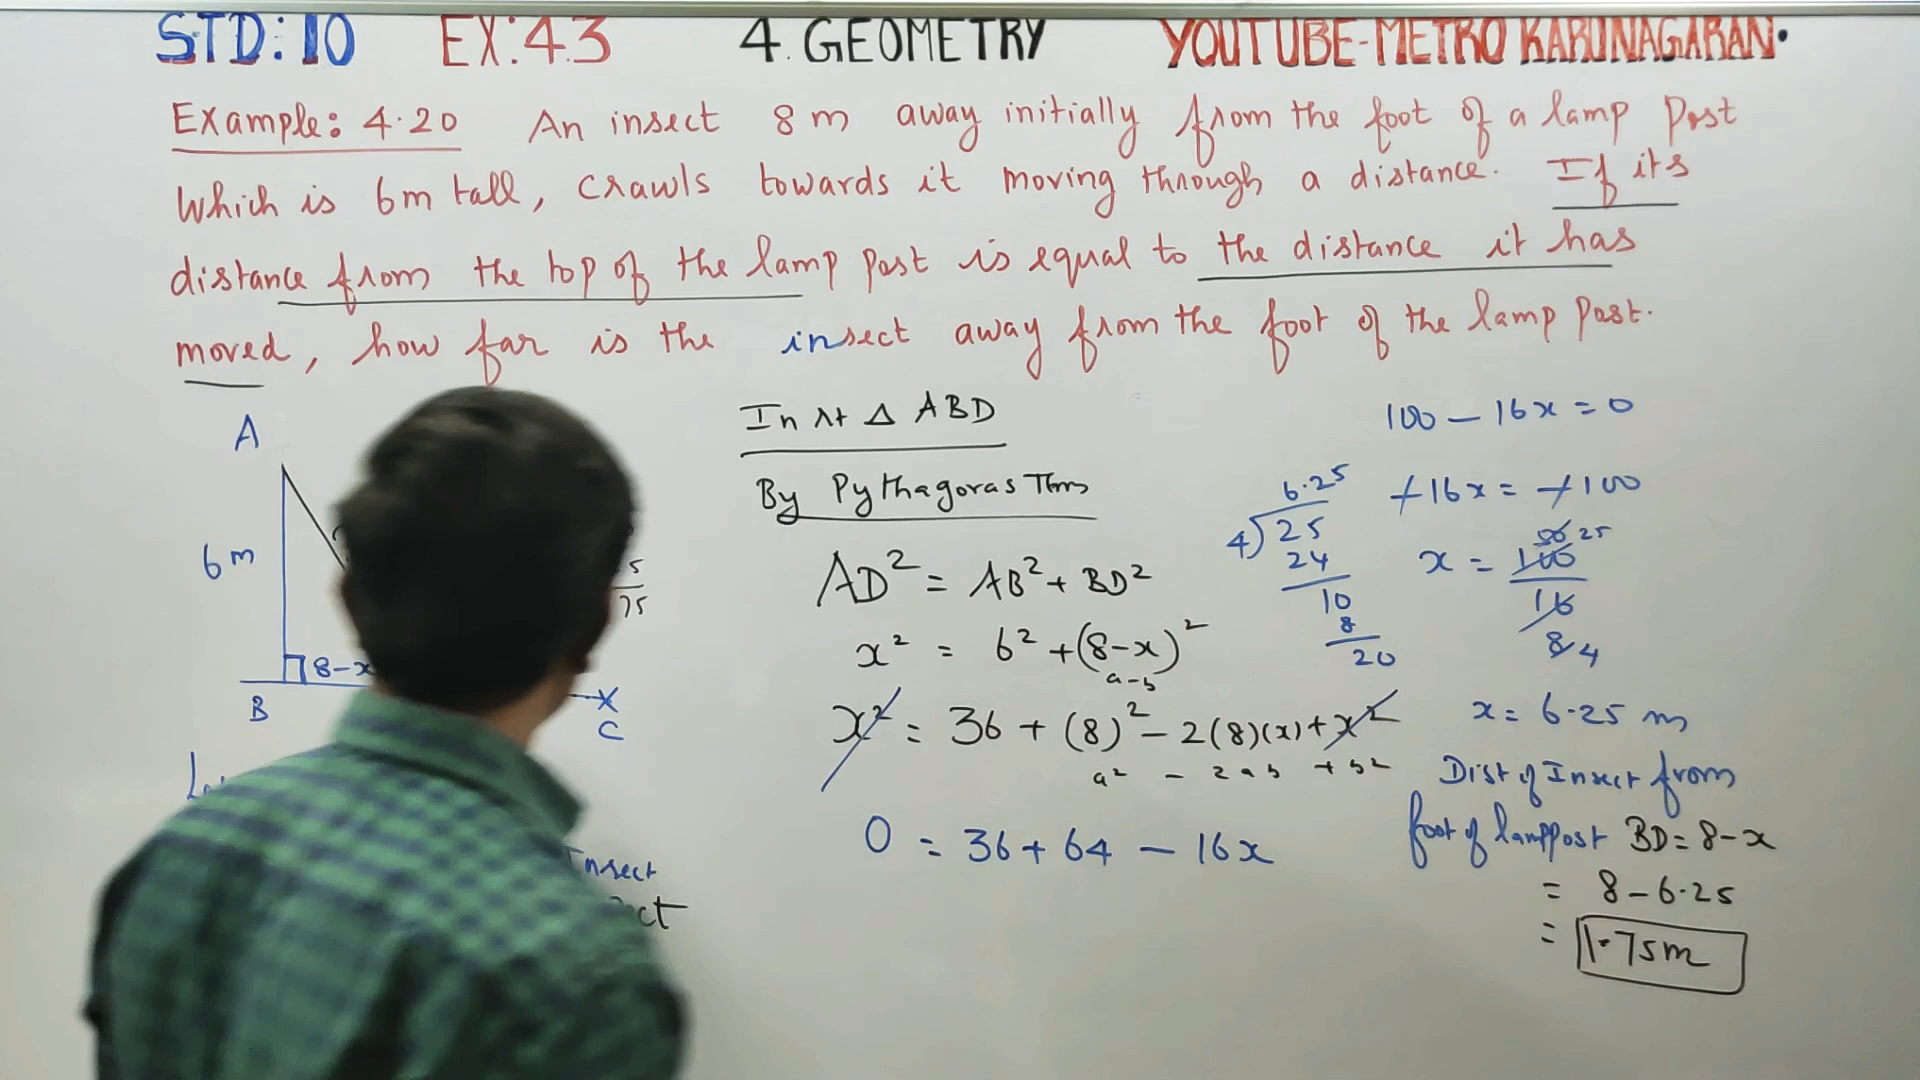 STD:10 EX:4.3 4. GEOMETRY YOUTUBE-METRO KARUNAGARAN.
Example: 4.20 An insect 8m away initially from the foot of a lamp Post
Which is 6m tall, crawls towards it moving through a distance. If its
distance from the top of the lamp post is equal to the distance it has
moved, how far is the insect away from the foot of the lamp post.
A
6m
8-x
B
C
Insect
In rt Δ ABD
By Pythagoras Thm
AD² = AB² + BD²
x² = 6² + (8-x)²
a-b
x² = 36 + (8)² - 2(8)(x) + x²
a² - 2ab + b²
0 = 36 + 64 - 16x
6.25
4) 25
24
10
8
20
100 - 16x = 0
+16x = +100
50 25
x = 100
16
8 4
x = 6.25 m
Dist of Insect from
foot of lamppost BD = 8-x
= 8-6.25
= 1.75m